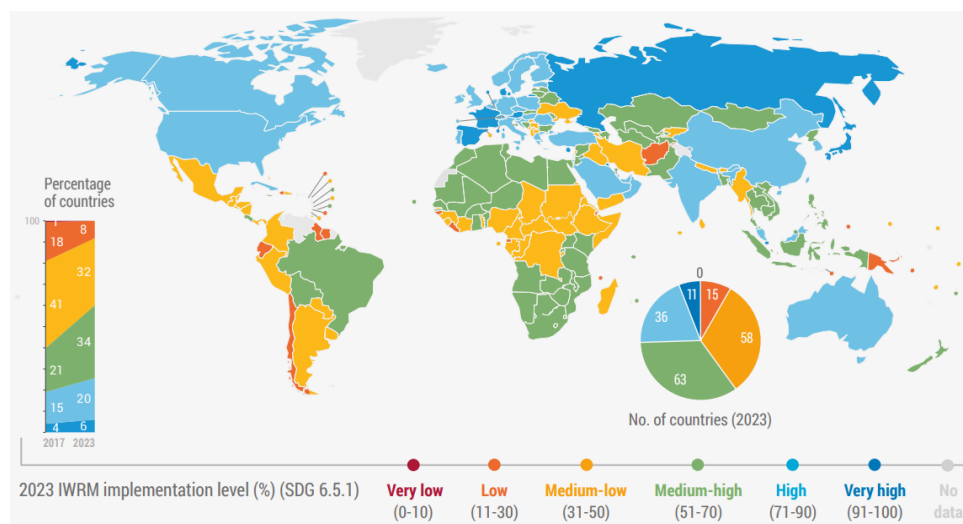 Percentage
of countries
100
1
8
18
32
41
34
21
15
20
4
6
2017 2023
0
11
15
36
58
63
No. of countries (2023)
2023 IWRM implementation level (%) (SDG 6.5.1)
Very low
(0-10)
Low
(11-30)
Medium-low
(31-50)
Medium-high
(51-70)
High
(71-90)
Very high
(91-100)
No
data